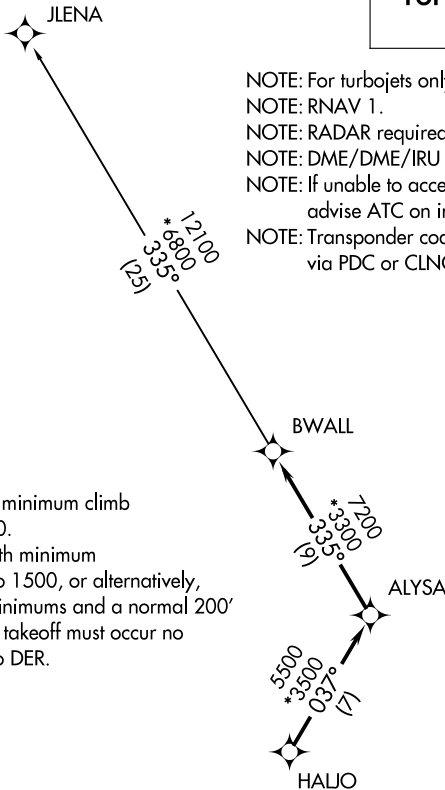 JLENA
NOTE: For turbojets only
NOTE: RNAV 1.
NOTE: RADAR required
NOTE: DME/DME/IRU
NOTE: If unable to acce
advise ATC on in
NOTE: Transponder cod
via PDC or CLNC
12100
*6800
335°
(25)
BWALL
minimum climb
0.
th minimum
o 1500, or alternatively,
inimums and a normal 200'
takeoff must occur no
o DER.
7200
*3300
335°
(9)
ALYSA
5500
*3500
037°
(7)
HALJO